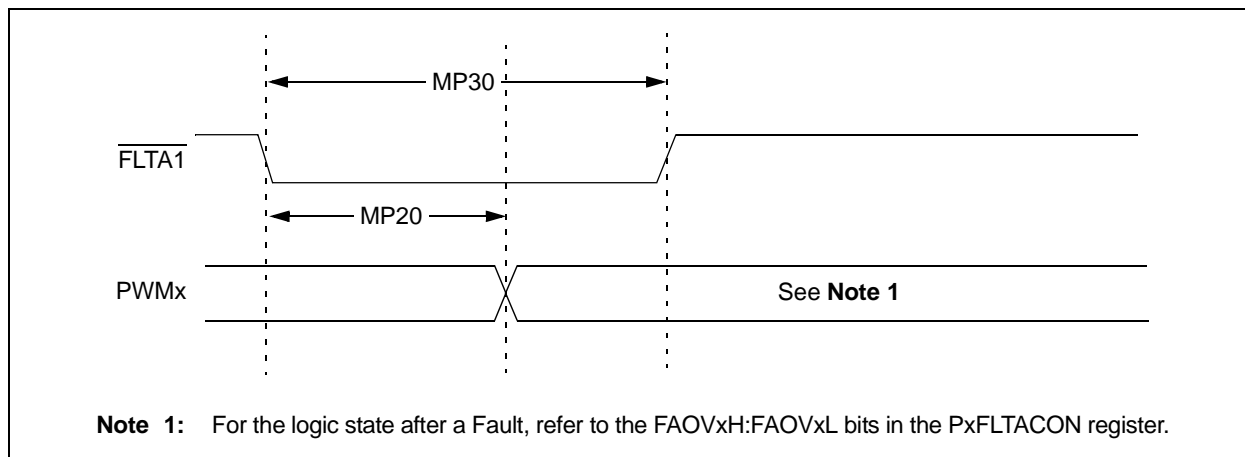 MP30
FLTA1
MP20
PWMx
See Note 1
Note 1: For the logic state after a Fault, refer to the FAOVxH:FAOVxL bits in the PxFLTACON register.